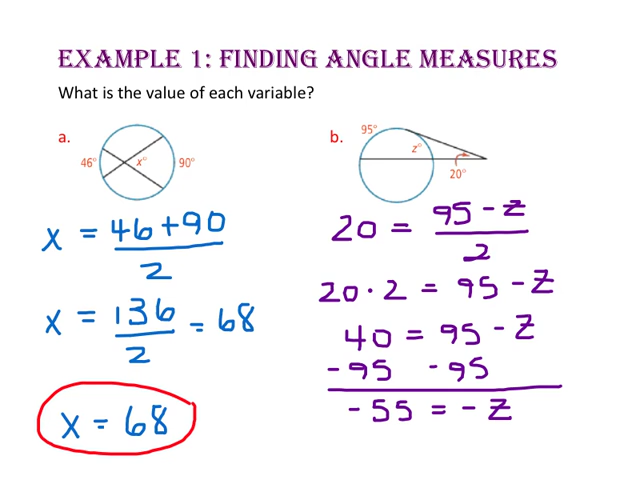 EXAMPLE 1: FINDING ANGLE MEASURES
What is the value of each variable?
a.
46°
x°
90°
x = 46 + 90 / 2
x = 136 / 2 = 68
x = 68
b.
95°
z°
20°
20 = 95 - z / 2
20 · 2 = 95 - z
40 = 95 - z
- 95 - 95
- 55 = - z